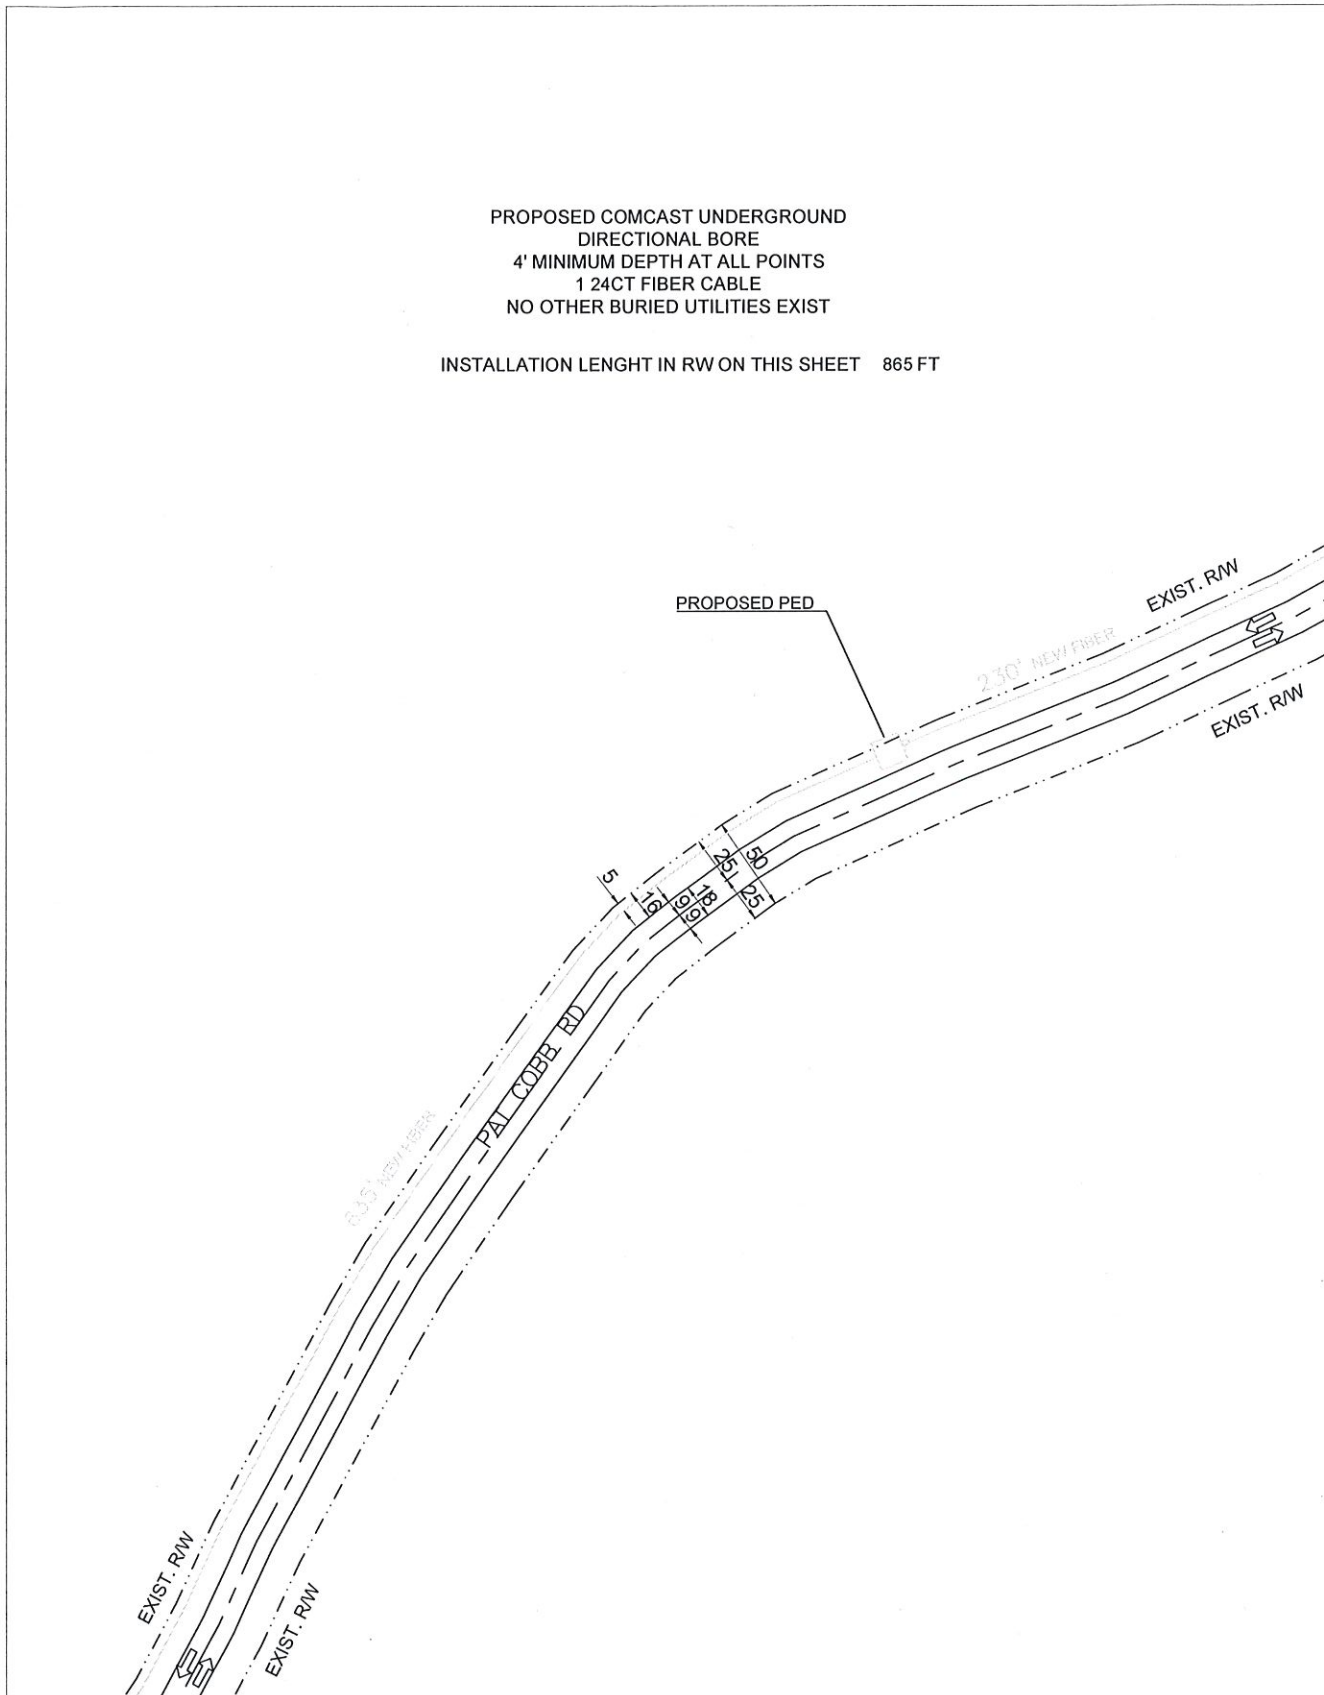 PROPOSED COMCAST UNDERGROUND
DIRECTIONAL BORE
4' MINIMUM DEPTH AT ALL POINTS
1 24CT FIBER CABLE
NO OTHER BURIED UTILITIES EXIST
INSTALLATION LENGHT IN RW ON THIS SHEET 865 FT
EXIST. R/W
PROPOSED PED
230' NEW FIBER
EXIST. R/W
50
25
25
5
16
18
9
9
PAT COBB RD
635' NEW FIBER
EXIST. R/W
EXIST. R/W